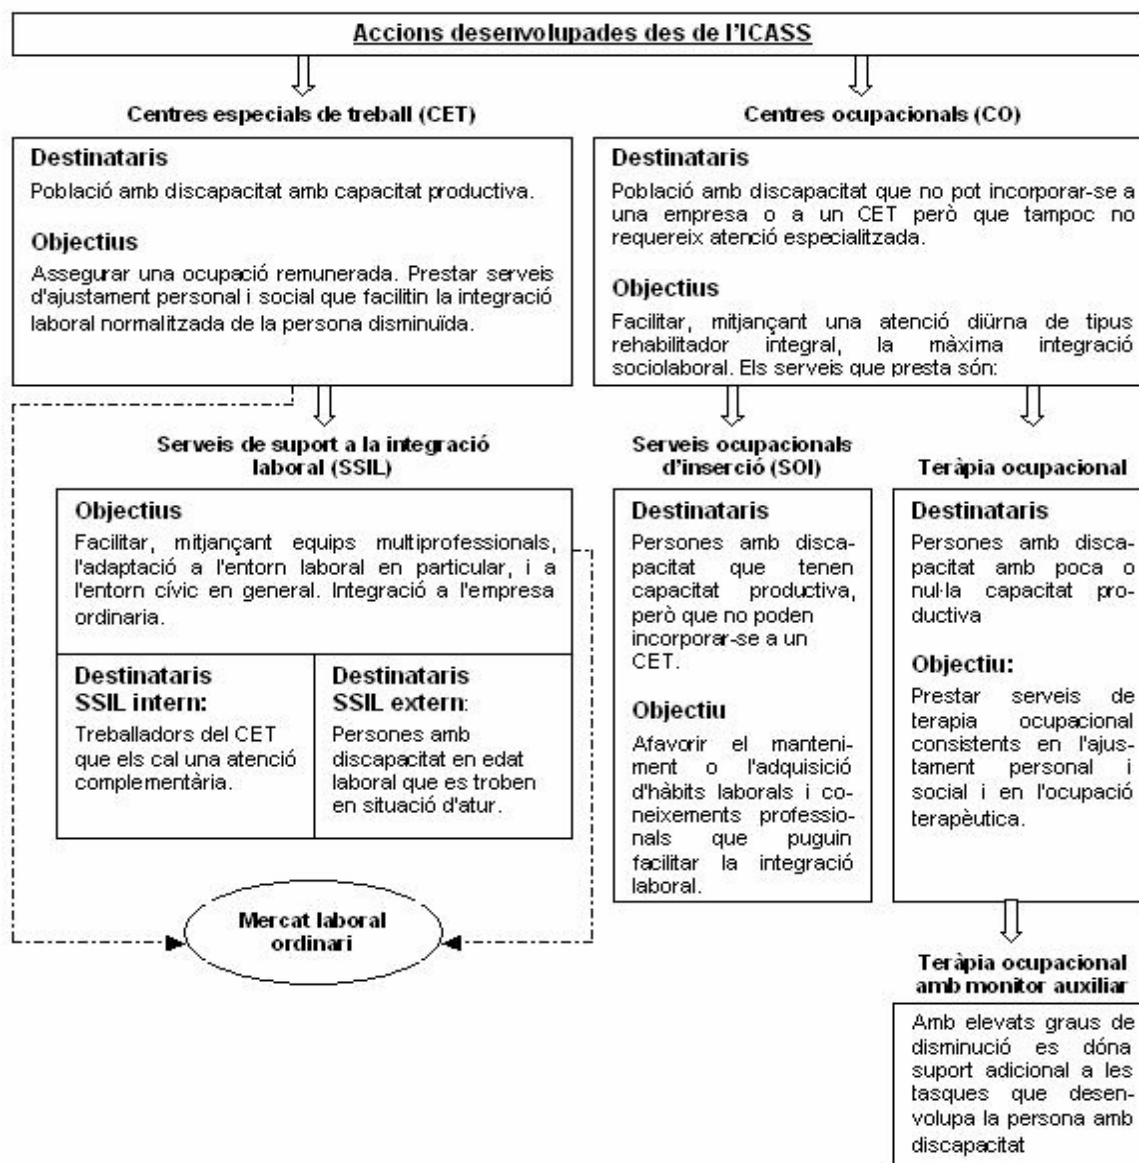 Accions desenvolupades des de l'ICASS
Centres especials de treball (CET)
Destinataris
Població amb discapacitat amb capacitat productiva.
Objectius
Assegurar una ocupació remunerada. Prestar serveis
d'ajustament personal i social que facilitin la integració
laboral normalitzada de la persona disminuïda.
Centres ocupacionals (CO)
Destinataris
Població amb discapacitat que no pot incorporar-se a
una empresa o a un CET però que tampoc no
requereix atenció especialitzada.
Objectius
Facilitar, mitjançant una atenció diürna de tipus
rehabilitador integral, la màxima integració
sociolaboral. Els serveis que presta són:
Serveis de suport a la integració
laboral (SSIL)
Objectius
Facilitar, mitjançant equips multiprofessionals,
l'adaptació a l'entorn laboral en particular, i a
l'entorn cívic en general. Integració a l'empresa
ordinaria.
Destinataris
SSIL intern:
Treballadors del CET
que els cal una atenció
complementària.
Destinataris
SSIL extern:
Persones amb
discapacitat en edat
laboral que es troben
en situació d'atur.
Mercat laboral
ordinari
Serveis ocupacionals
d'inserció (SOI)
Destinataris
Persones amb disca-
pacitat que tenen
capacitat productiva,
però que no poden
incorporar-se a un
CET.
Objectiu
Afavorir el manteni-
ment o l'adquisició
d'hàbits laborals i co-
neixements professio-
nals que puguin
facilitar la integració
laboral.
Teràpia ocupacional
Destinataris
Persones amb disca-
pacitat amb poca o
nul·la capacitat pro-
ductiva
Objectiu:
Prestar serveis de
terapia ocupacional
consistents en l'ajus-
tament personal i
social i en l'ocupació
terapèutica.
Teràpia ocupacional
amb monitor auxiliar
Amb elevats graus de
disminució es dóna
suport adicional a les
tasques que desen-
volupa la persona amb
discapacitat